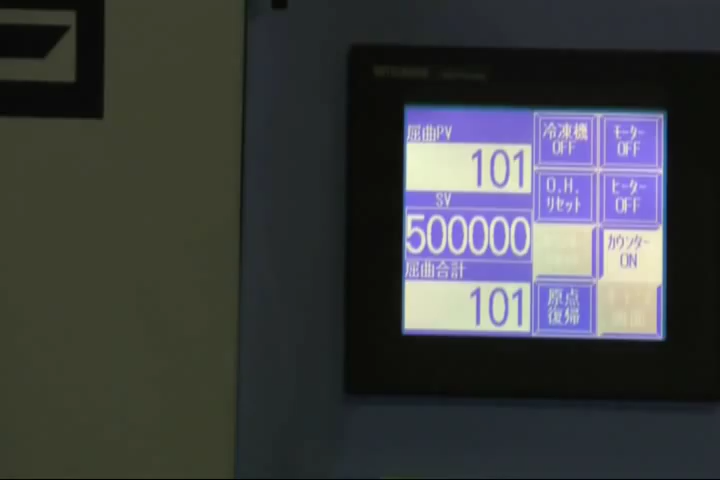 屈曲PV
101
SV
500000
屈曲合計
101
冷凍機
OFF
モーター
OFF
O.H.
リセット
ヒーター
OFF
カウンター
ON
原点
復帰